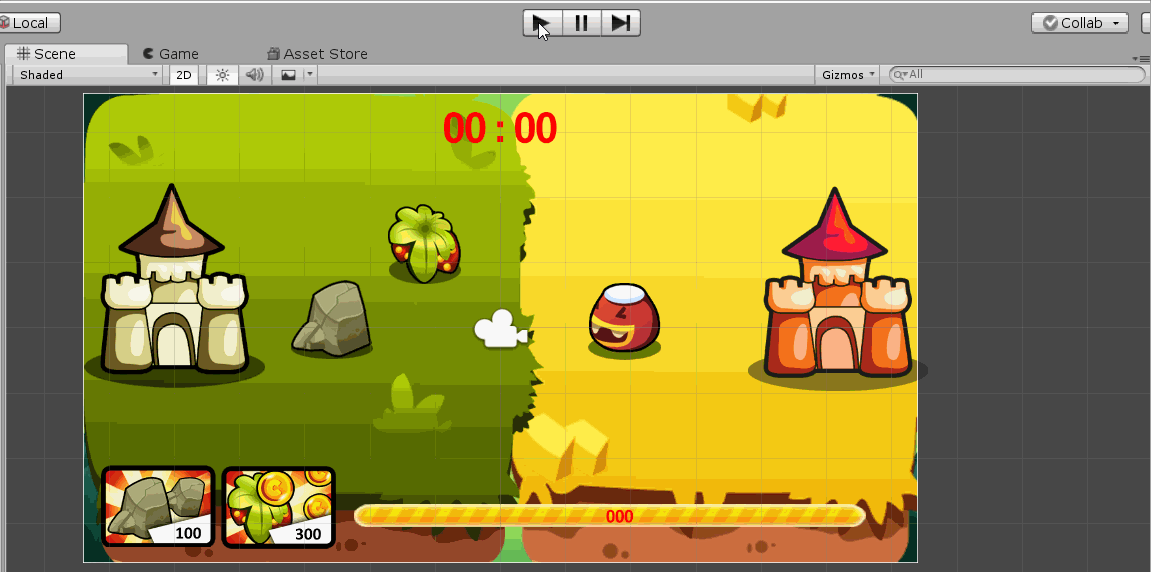 Local
Collab
Scene Game Asset Store
Shaded 2D Gizmos All
00 : 00
100 300
000